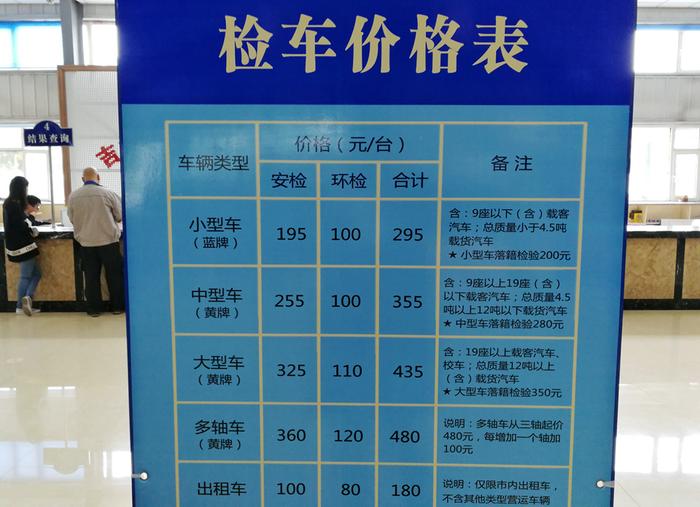 检车价格表
4
结果查询
车辆类型
价格（元/台）
备 注
安检
环检
合计
小型车
（蓝牌）
195
100
295
含：9座以下（含）载客
汽车；总质量小于4.5吨
载货汽车
★ 小型车落籍检验200元
中型车
（黄牌）
255
100
355
含：9座以上19座（含）
以下载客汽车；总质量4.5
吨以上12吨以下载货汽车
★ 中型车落籍检验280元
大型车
（黄牌）
325
110
435
含：19座以上载客汽车、
校车；总质量12吨以上
（含）载货汽车
★ 大型车落籍检验350元
多轴车
（黄牌）
360
120
480
说明：多轴车从三轴起价
480元，每增加一个轴加
100元
出租车
100
80
180
说明：仅限市内出租车，
不含其他类型营运车辆